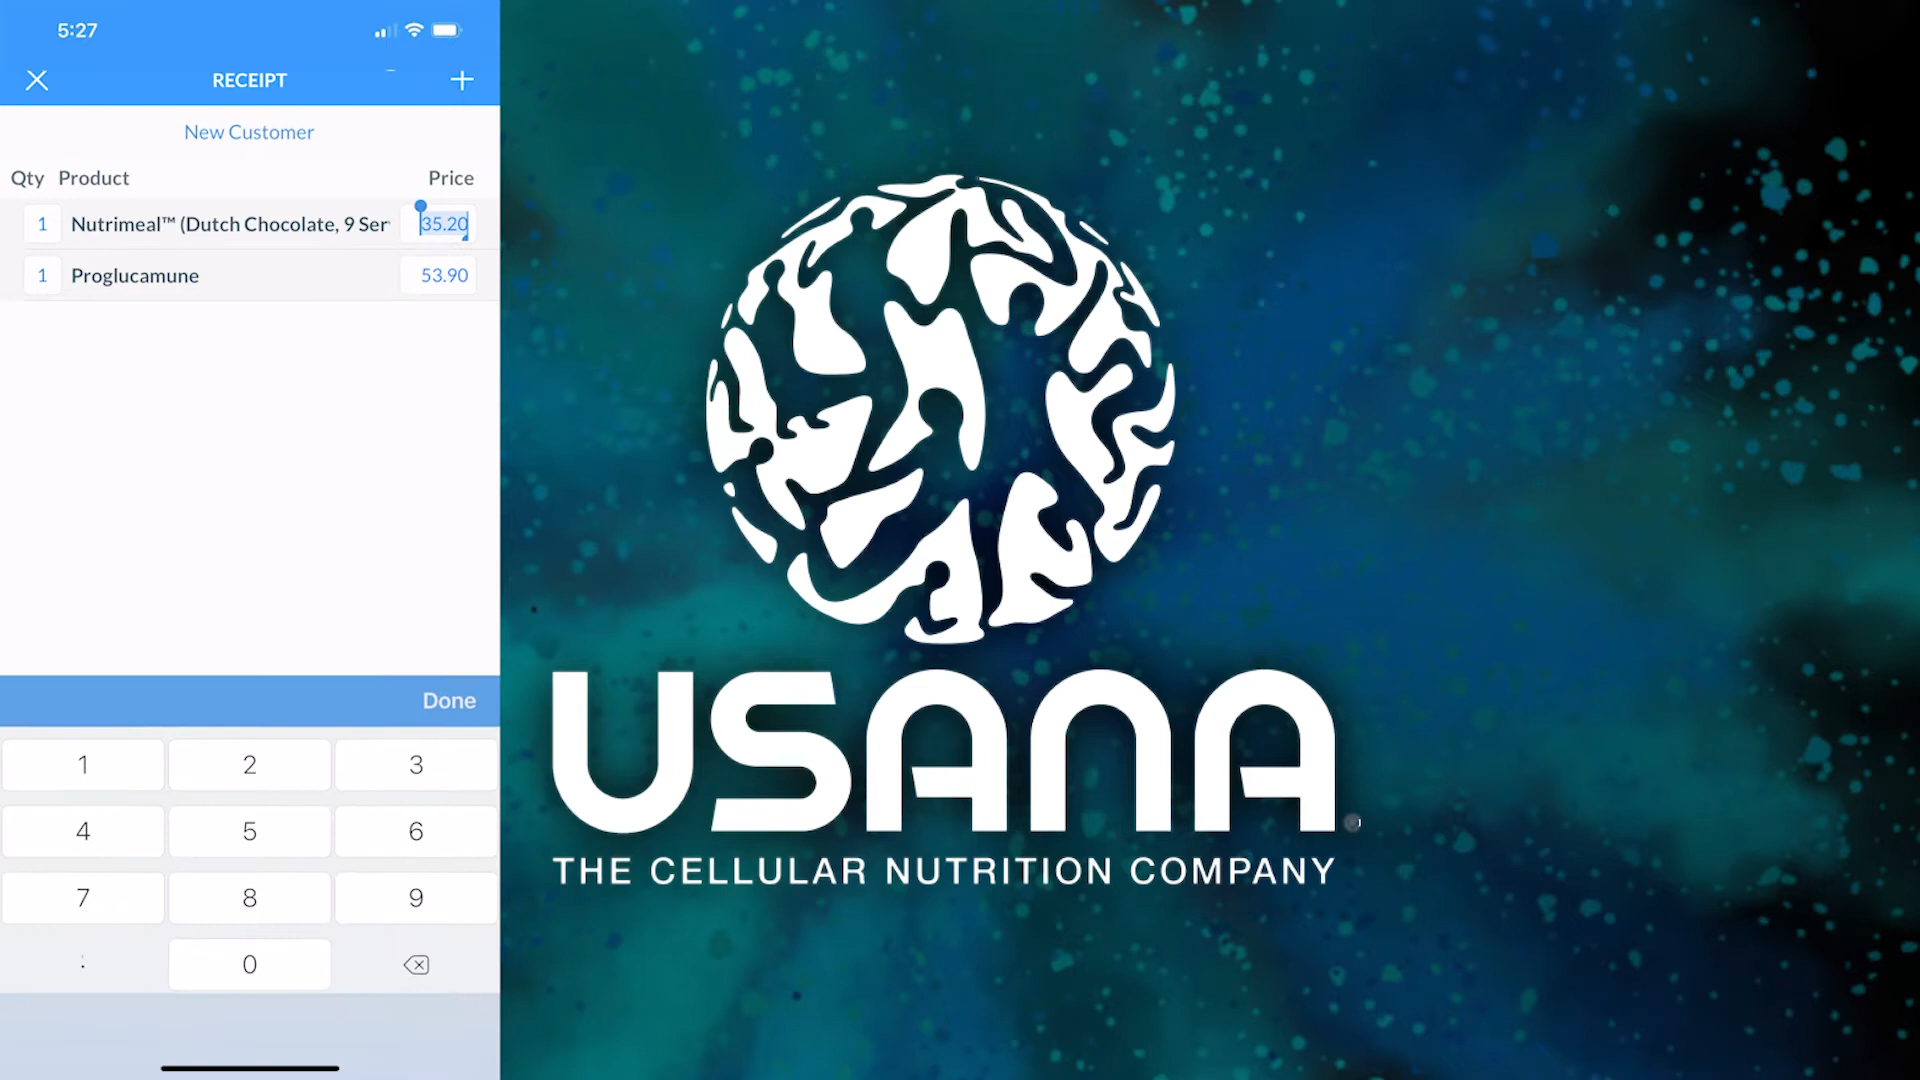 5:27
RECEIPT
New Customer
Qty Product Price
1 Nutrimeal™ (Dutch Chocolate, 9 Ser 35.20
1 Proglucamune 53.90
Done
1 2 3
4 5 6
7 8 9
. 0
USANA
THE CELLULAR NUTRITION COMPANY